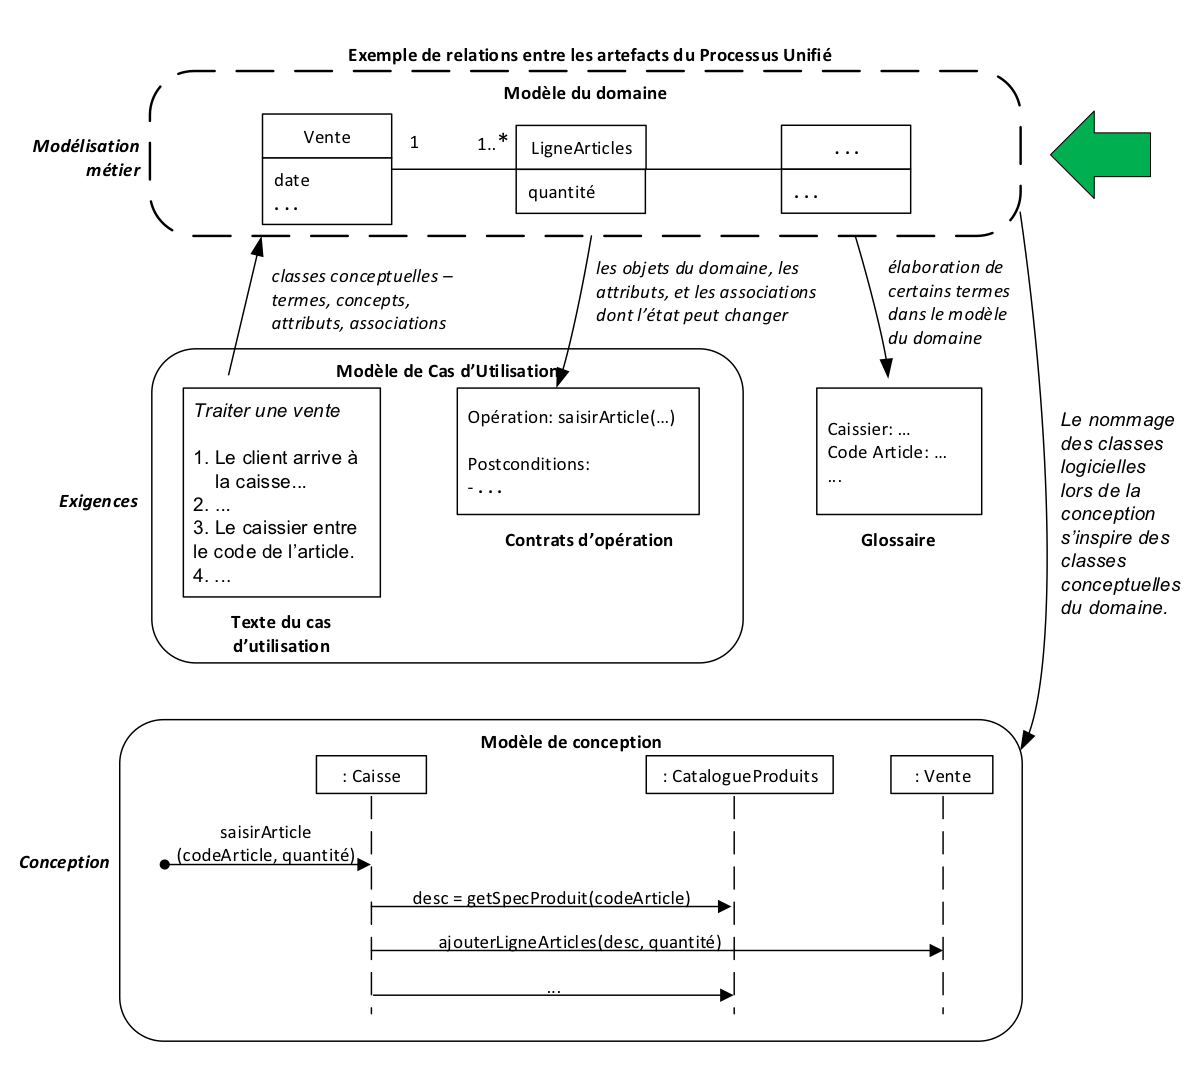 Exemple de relations entre les artefacts du Processus Unifié
Modèle du domaine
Modélisation
métier
Vente
date
...
1
1..*
LigneArticles
quantité
...
...
classes conceptuelles –
termes, concepts,
attributs, associations
les objets du domaine, les
attributs, et les associations
dont l’état peut changer
élaboration de
certains termes
dans le modèle
du domaine
Le nommage
des classes
logicielles
lors de la
conception
s’inspire des
classes
conceptuelles
du domaine.
Exigences
Modèle de Cas d’Utilisation
Traiter une vente
1. Le client arrive à
la caisse...
2. ...
3. Le caissier entre
le code de l’article.
4. ...
Texte du cas
d’utilisation
Opération: saisirArticle(…)
Postconditions:
- ...
Contrats d’opération
Caissier: ...
Code Article: ...
...
Glossaire
Conception
Modèle de conception
: Caisse
: CatalogueProduits
: Vente
saisirArticle
(codeArticle, quantité)
desc = getSpecProduit(codeArticle)
ajouterLigneArticles(desc, quantité)
...